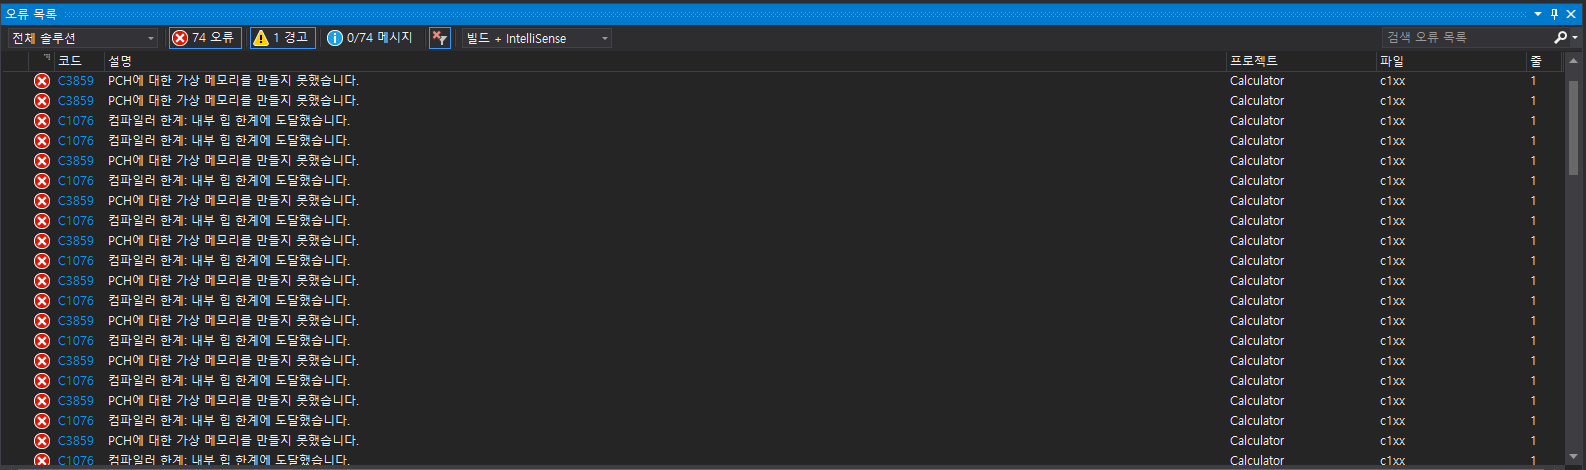 오류 목록
전체 솔루션 74 오류 1 경고 0/74 메시지 빌드 + IntelliSense 검색 오류 목록
코드 설명 프로젝트 파일 줄
C3859 PCH에 대한 가상 메모리를 만들지 못했습니다. Calculator c1xx 1
C3859 PCH에 대한 가상 메모리를 만들지 못했습니다. Calculator c1xx 1
C1076 컴파일러 한계: 내부 힙 한계에 도달했습니다. Calculator c1xx 1
C1076 컴파일러 한계: 내부 힙 한계에 도달했습니다. Calculator c1xx 1
C3859 PCH에 대한 가상 메모리를 만들지 못했습니다. Calculator c1xx 1
C1076 컴파일러 한계: 내부 힙 한계에 도달했습니다. Calculator c1xx 1
C3859 PCH에 대한 가상 메모리를 만들지 못했습니다. Calculator c1xx 1
C1076 컴파일러 한계: 내부 힙 한계에 도달했습니다. Calculator c1xx 1
C3859 PCH에 대한 가상 메모리를 만들지 못했습니다. Calculator c1xx 1
C1076 컴파일러 한계: 내부 힙 한계에 도달했습니다. Calculator c1xx 1
C3859 PCH에 대한 가상 메모리를 만들지 못했습니다. Calculator c1xx 1
C1076 컴파일러 한계: 내부 힙 한계에 도달했습니다. Calculator c1xx 1
C3859 PCH에 대한 가상 메모리를 만들지 못했습니다. Calculator c1xx 1
C1076 컴파일러 한계: 내부 힙 한계에 도달했습니다. Calculator c1xx 1
C3859 PCH에 대한 가상 메모리를 만들지 못했습니다. Calculator c1xx 1
C1076 컴파일러 한계: 내부 힙 한계에 도달했습니다. Calculator c1xx 1
C3859 PCH에 대한 가상 메모리를 만들지 못했습니다. Calculator c1xx 1
C1076 컴파일러 한계: 내부 힙 한계에 도달했습니다. Calculator c1xx 1
C3859 PCH에 대한 가상 메모리를 만들지 못했습니다. Calculator c1xx 1
C1076 컴파일러 한계: 내부 힙 한계에 도달했습니다. Calculator c1xx 1